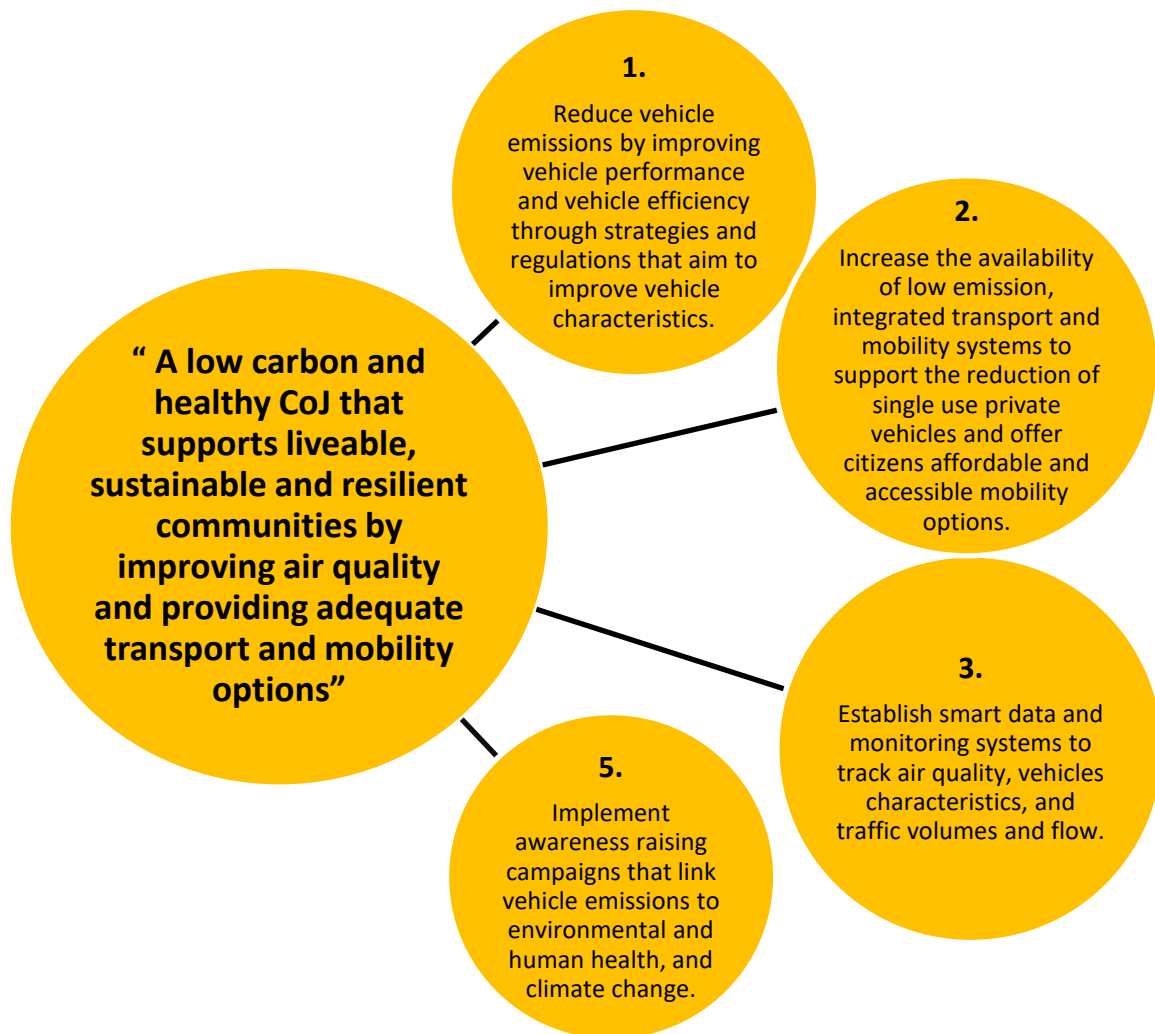 “ A low carbon and
healthy CoJ that
supports liveable,
sustainable and resilient
communities by
improving air quality
and providing adequate
transport and mobility
options”
1.
Reduce vehicle
emissions by improving
vehicle performance
and vehicle efficiency
through strategies and
regulations that aim to
improve vehicle
characteristics.
2.
Increase the availability
of low emission,
integrated transport and
mobility systems to
support the reduction of
single use private
vehicles and offer
citizens affordable and
accessible mobility
options.
3.
Establish smart data and
monitoring systems to
track air quality, vehicles
characteristics, and
traffic volumes and flow.
5.
Implement
awareness raising
campaigns that link
vehicle emissions to
environmental and
human health, and
climate change.